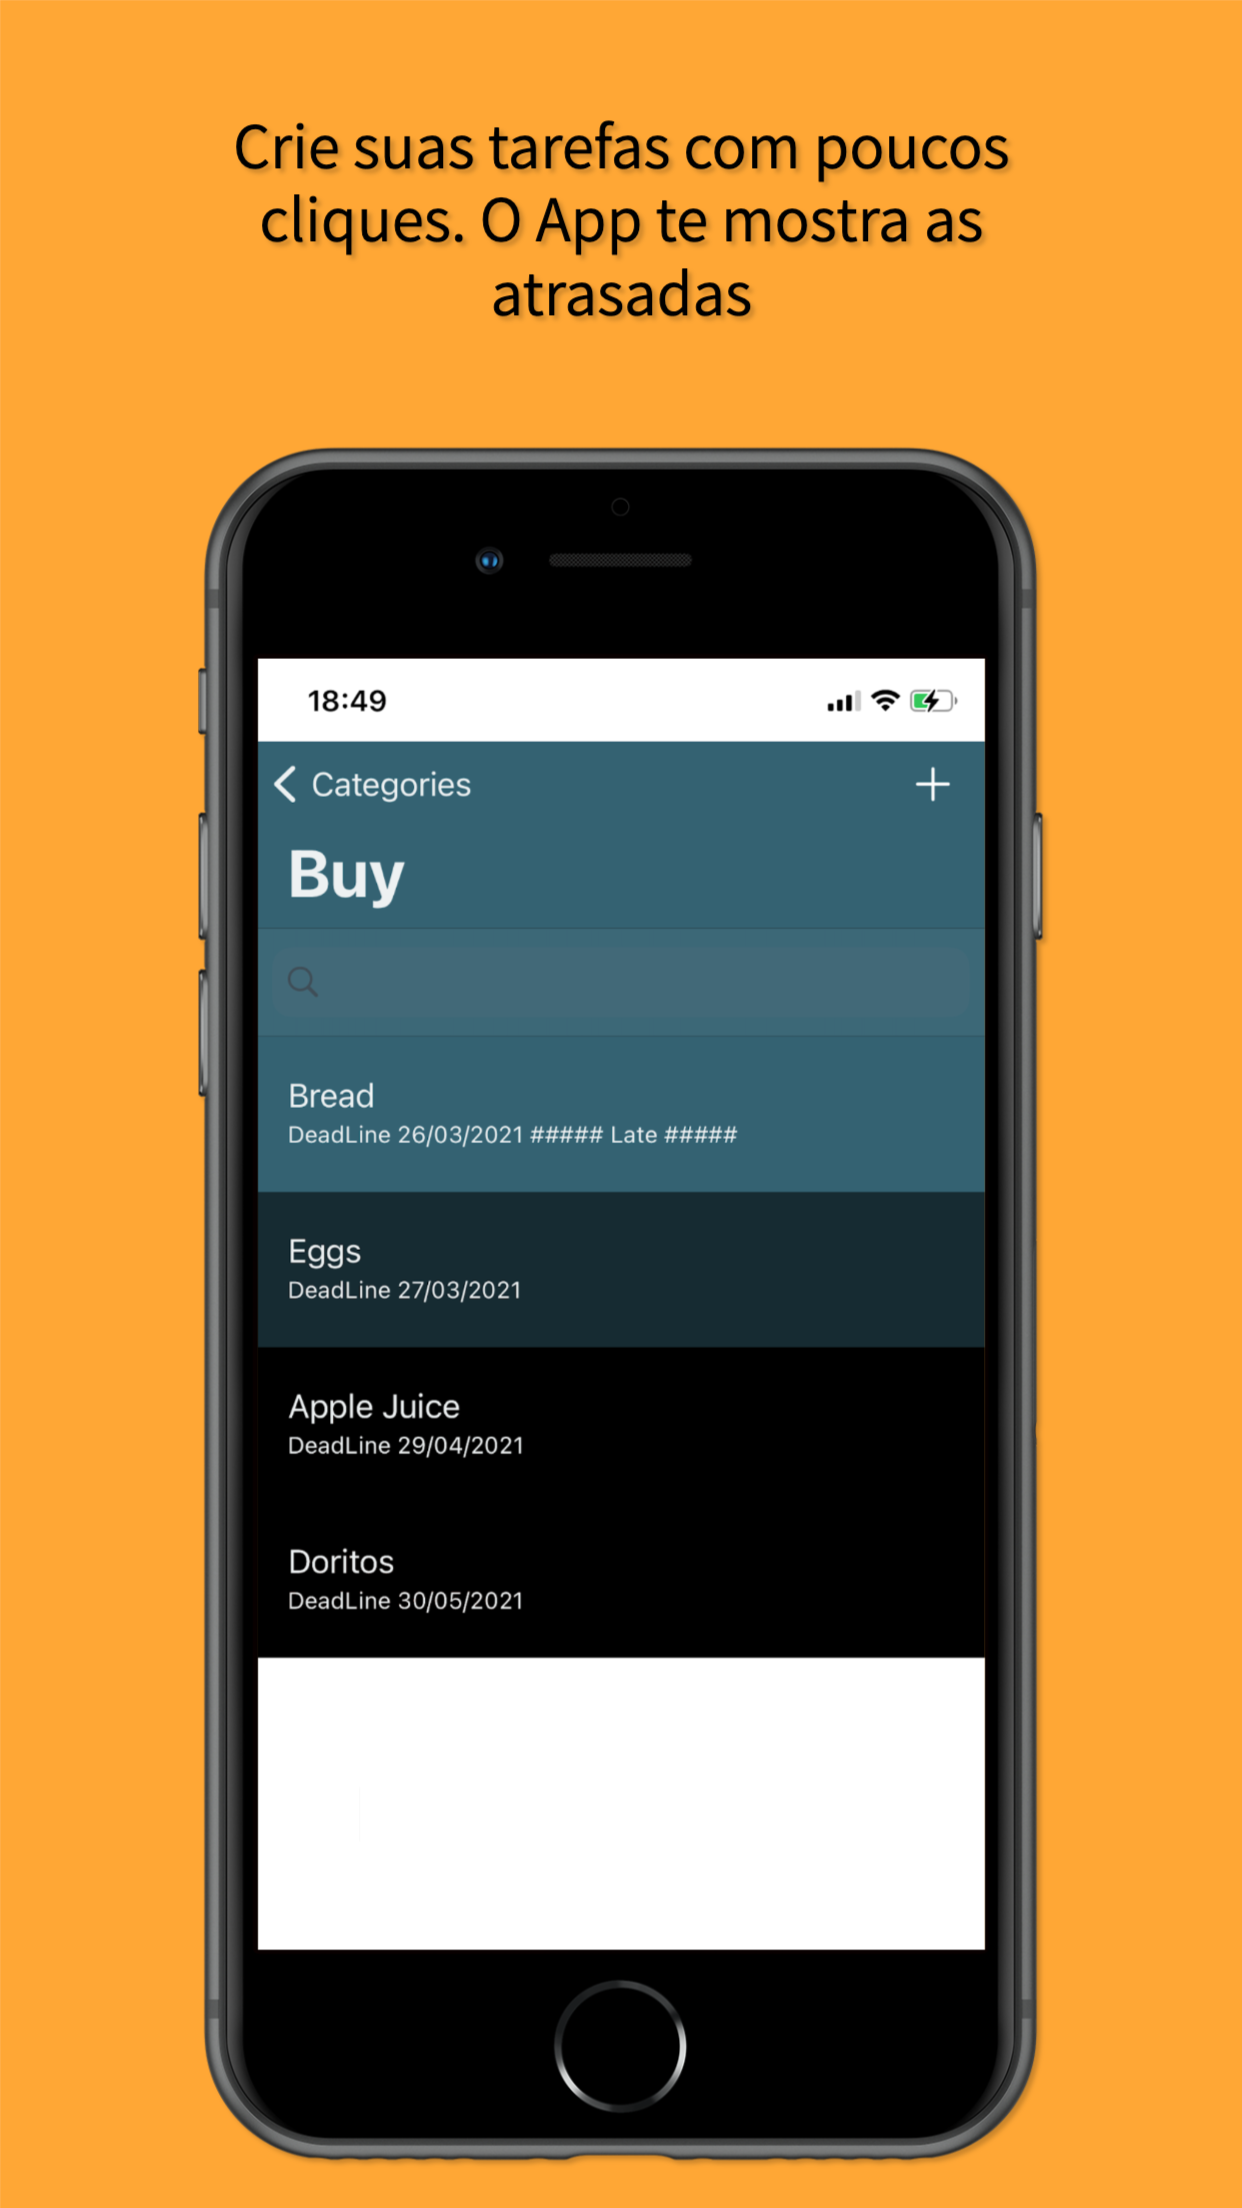 Crie suas tarefas com poucos
cliques. O App te mostra as
atrasadas
18:49
Categories
Buy
Bread
DeadLine 26/03/2021 ##### Late #####
Eggs
DeadLine 27/03/2021
Apple Juice
DeadLine 29/04/2021
Doritos
DeadLine 30/05/2021